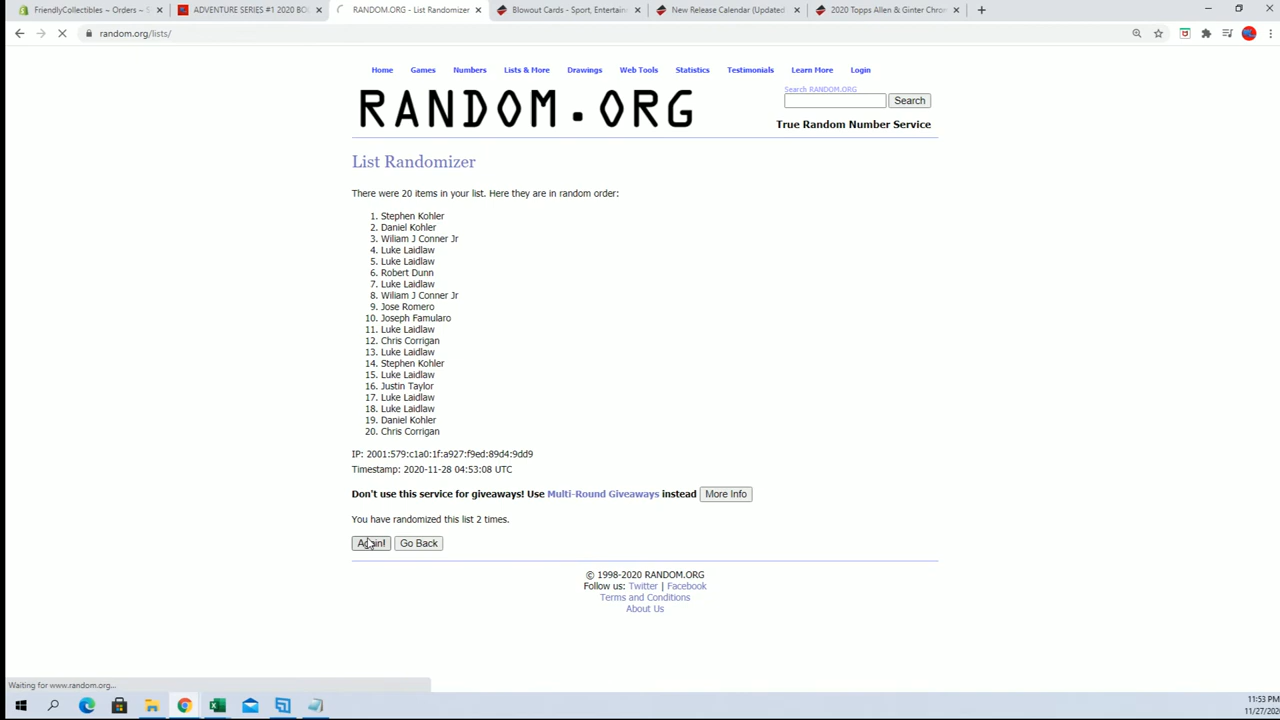 FriendlyCollectibles ~ Orders ~ S
ADVENTURE SERIES #1 2020 BO
RANDOM.ORG - List Randomizer
Blowout Cards - Sport, Entertain
New Release Calendar (Updated
2020 Topps Allen & Ginter Chro
random.org/lists/
Home Games Numbers Lists & More Drawings Web Tools Statistics Testimonials Learn More Login
RANDOM.ORG
Search RANDOM.ORG
Search
True Random Number Service
List Randomizer
There were 20 items in your list. Here they are in random order:
1. Stephen Kohler
2. Daniel Kohler
3. Wiliam J Conner Jr
4. Luke Laidlaw
5. Luke Laidlaw
6. Robert Dunn
7. Luke Laidlaw
8. Wiliam J Conner Jr
9. Jose Romero
10. Joseph Famularo
11. Luke Laidlaw
12. Chris Corrigan
13. Luke Laidlaw
14. Stephen Kohler
15. Luke Laidlaw
16. Justin Taylor
17. Luke Laidlaw
18. Luke Laidlaw
19. Daniel Kohler
20. Chris Corrigan
IP: 2001:579:c1a0:1f:a927:f9ed:89d4:9dd9
Timestamp: 2020-11-28 04:53:08 UTC
Don't use this service for giveaways! Use Multi-Round Giveaways instead More Info
You have randomized this list 2 times.
Again! Go Back
© 1998-2020 RANDOM.ORG
Follow us: Twitter | Facebook
Terms and Conditions
About Us
Waiting for www.random.org...
11:53 PM
11/27/202